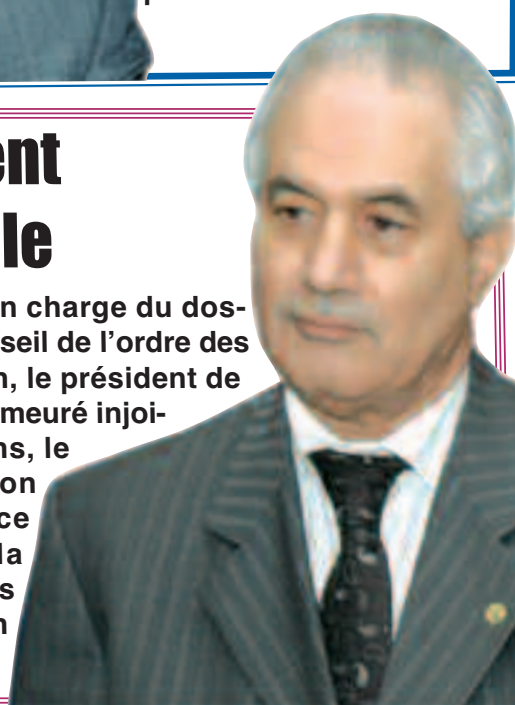 ent
le
n charge du dos-
seil de l’ordre des
n, le président de
meuré injoi-
ns, le
on
ce
la
s
n